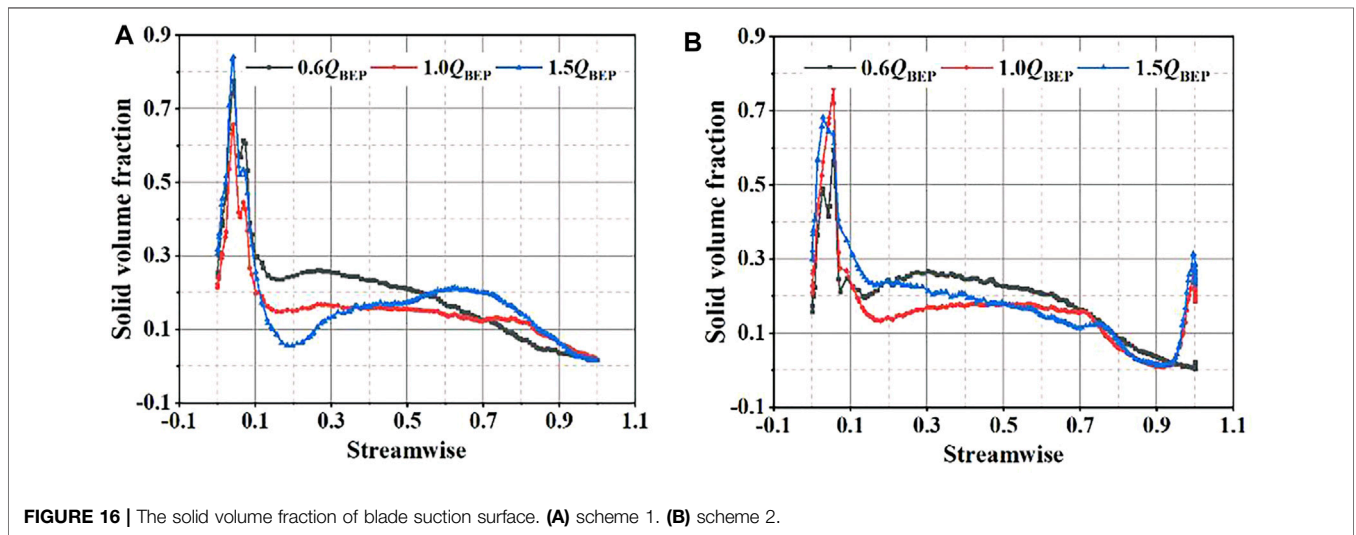 A
0.9
0.6QBEP 1.0QBEP 1.5QBEP
0.7
0.5
0.3
0.1
-0.1
Solid volume fraction
-0.1 0.1 0.3 0.5 0.7 0.9 1.1
Streamwise
B
0.9
0.6QBEP 1.0QBEP 1.5QBEP
0.7
0.5
0.3
0.1
-0.1
Solid volume fraction
-0.1 0.1 0.3 0.5 0.7 0.9 1.1
Streamwise
FIGURE 16 | The solid volume fraction of blade suction surface. (A) scheme 1. (B) scheme 2.